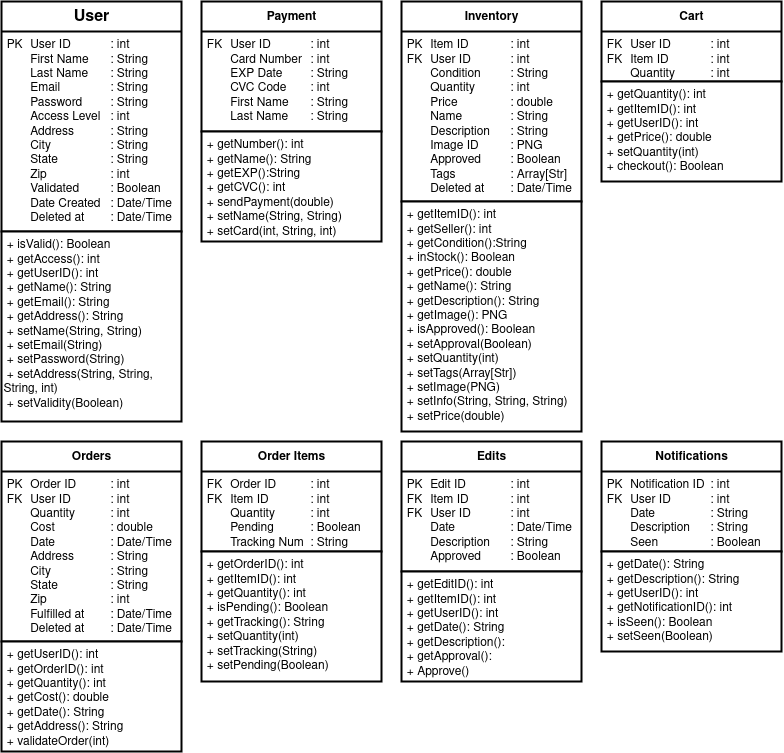 User
PK User ID : int
First Name : String
Last Name : String
Email : String
Password : String
Access Level : int
Address : String
City : String
State : String
Zip : int
Validated : Boolean
Date Created : Date/Time
Deleted at : Date/Time
+ isValid(): Boolean
+ getAccess(): int
+ getUserID(): int
+ getName(): String
+ getEmail(): String
+ getAddress(): String
+ setName(String, String)
+ setEmail(String)
+ setPassword(String)
+ setAddress(String, String,
String, int)
+ setValidity(Boolean)
Payment
FK User ID : int
Card Number : int
EXP Date : String
CVC Code : int
First Name : String
Last Name : String
+ getNumber(): int
+ getName(): String
+ getEXP():String
+ getCVC(): int
+ sendPayment(double)
+ setName(String, String)
+ setCard(int, String, int)
Inventory
PK Item ID : int
FK User ID : int
Condition : String
Quantity : int
Price : double
Name : String
Description : String
Image ID : PNG
Approved : Boolean
Tags : Array[Str]
Deleted at : Date/Time
+ getItemID(): int
+ getSeller(): int
+ getCondition():String
+ inStock(): Boolean
+ getPrice(): double
+ getName(): String
+ getDescription(): String
+ getImage(): PNG
+ isApproved(): Boolean
+ setApproval(Boolean)
+ setQuantity(int)
+ setTags(Array[Str])
+ setImage(PNG)
+ setInfo(String, String, String)
+ setPrice(double)
Cart
FK User ID : int
FK Item ID : int
Quantity : int
+ getQuantity(): int
+ getItemID(): int
+ getUserID(): int
+ getPrice(): double
+ setQuantity(int)
+ checkout(): Boolean
Orders
PK Order ID : int
FK User ID : int
Quantity : int
Cost : double
Date : Date/Time
Address : String
City : String
State : String
Zip : int
Fulfilled at : Date/Time
Deleted at : Date/Time
+ getUserID(): int
+ getOrderID(): int
+ getQuantity(): int
+ getCost(): double
+ getDate(): String
+ getAddress(): String
+ validateOrder(int)
Order Items
FK Order ID : int
FK Item ID : int
Quantity : int
Pending : Boolean
Tracking Num : String
+ getOrderID(): int
+ getItemID(): int
+ getQuantity(): int
+ isPending(): Boolean
+ getTracking(): String
+ setQuantity(int)
+ setTracking(String)
+ setPending(Boolean)
Edits
PK Edit ID : int
FK Item ID : int
FK User ID : int
Date : Date/Time
Description : String
Approved : Boolean
+ getEditID(): int
+ getItemID(): int
+ getUserID(): int
+ getDate(): String
+ getDescription():
+ getApproval():
+ Approve()
Notifications
PK Notification ID : int
FK User ID : int
Date : String
Description : String
Seen : Boolean
+ getDate(): String
+ getDescription(): String
+ getUserID(): int
+ getNotificationID(): int
+ isSeen(): Boolean
+ setSeen(Boolean)